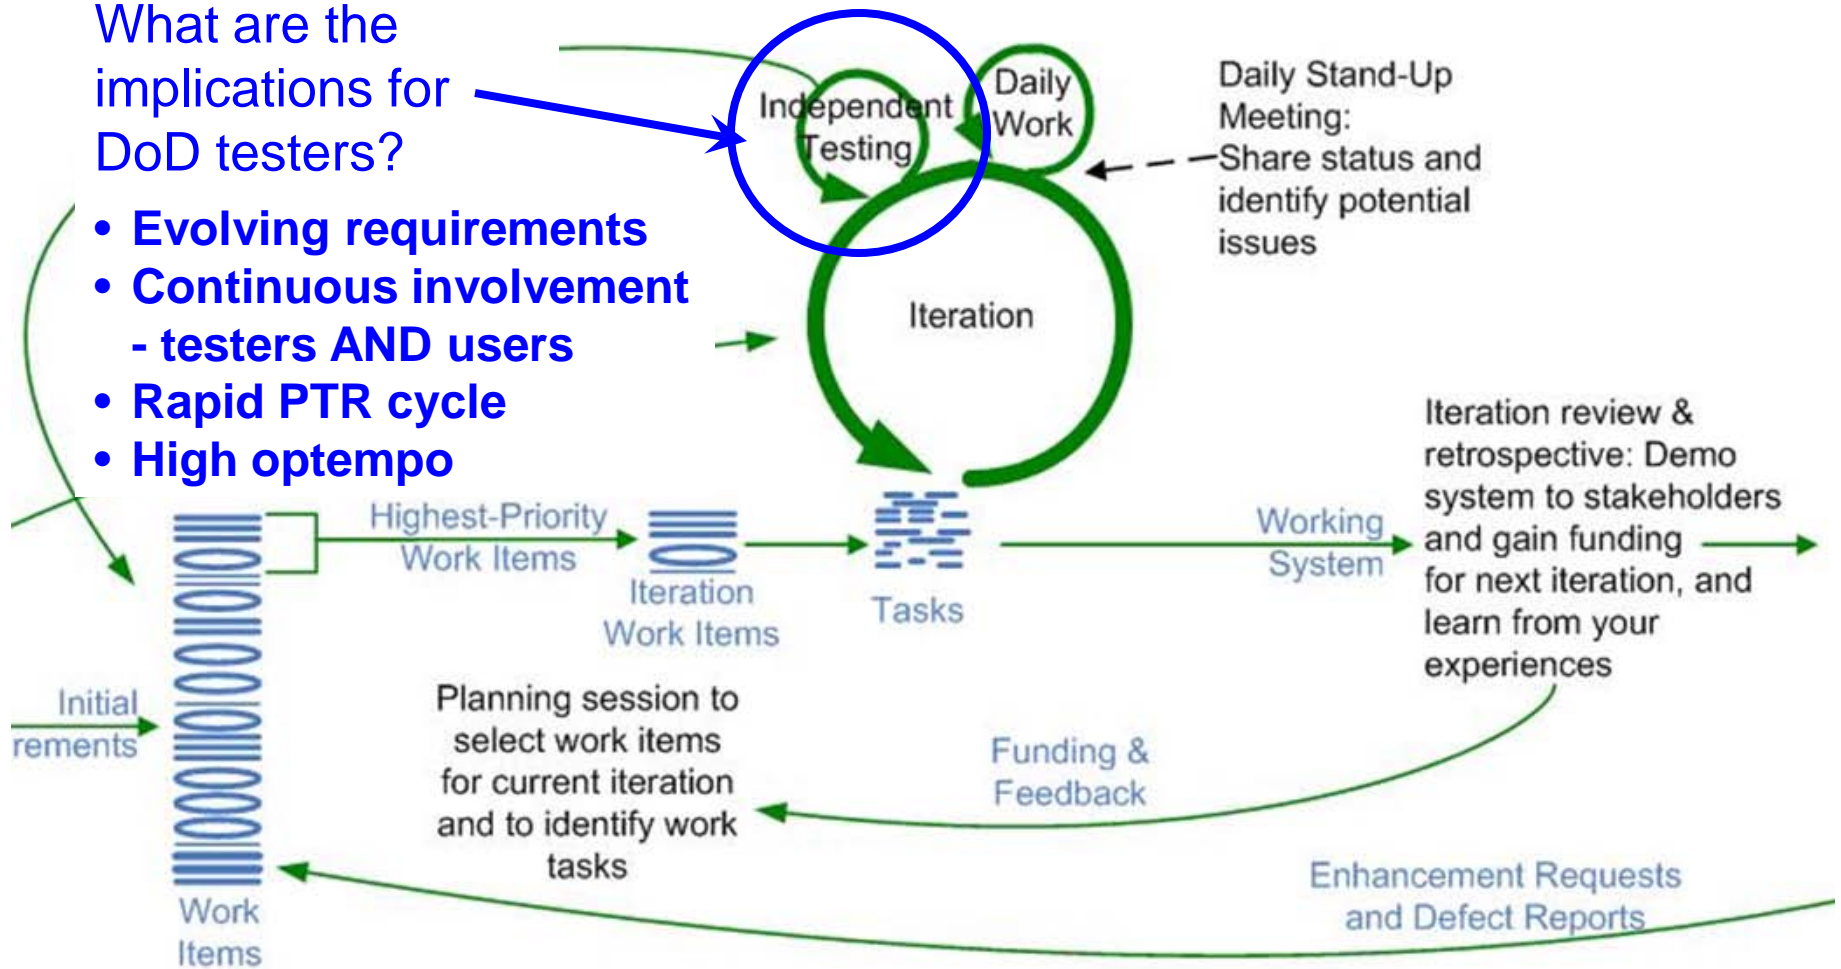 What are the
implications for
DoD testers?
• Evolving requirements
• Continuous involvement
- testers AND users
• Rapid PTR cycle
• High optempo
Independent
Testing
Daily
Work
Daily Stand-Up
Meeting:
Share status and
identify potential
issues
Iteration
Highest-Priority
Work Items
Iteration
Work Items
Tasks
Working
System
Iteration review &
retrospective: Demo
system to stakeholders
and gain funding
for next iteration, and
learn from your
experiences
Initial
rements
Planning session to
select work items
for current iteration
and to identify work
tasks
Funding &
Feedback
Enhancement Requests
and Defect Reports
Work
Items